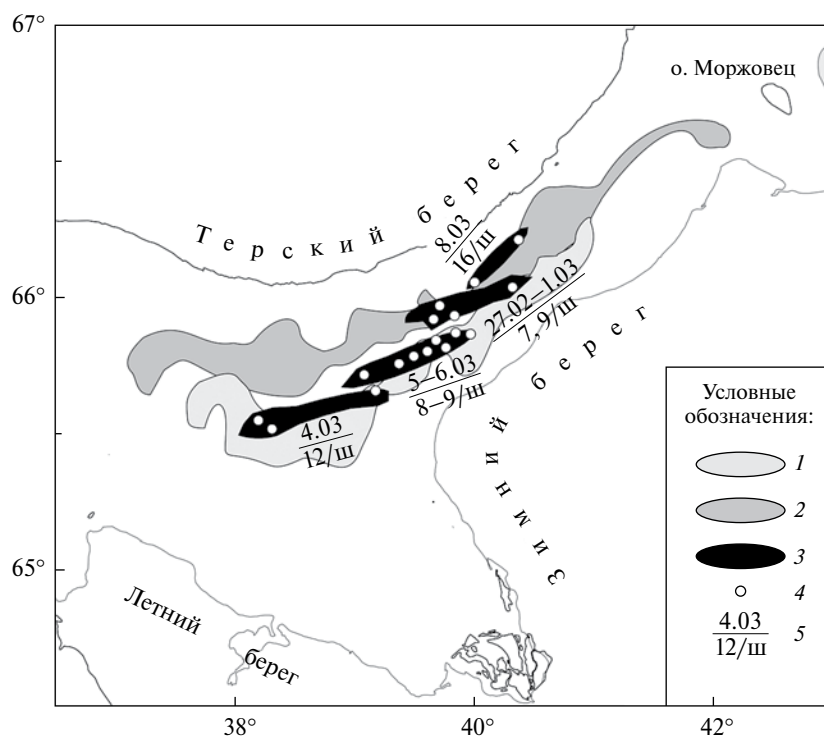 67°
о. Моржовец
Терский берег
8.03
16/ш
66°
27.02–1.03
7, 9/ш
5–6.03
8–9/ш
4.03
12/ш
Зимний берег
65°
Летний
берег
Условные
обозначения:
1
2
3
4
4.03
12/ш
5
38°
40°
42°